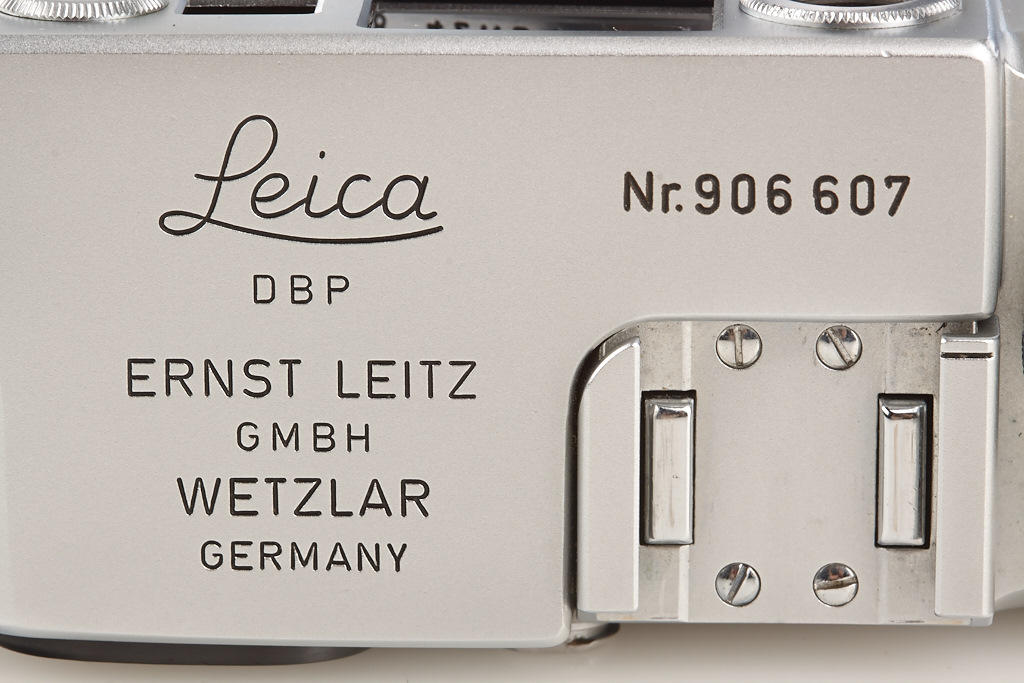 Leica
DBP
ERNST LEITZ
GMBH
WETZLAR
GERMANY
Nr. 906 607